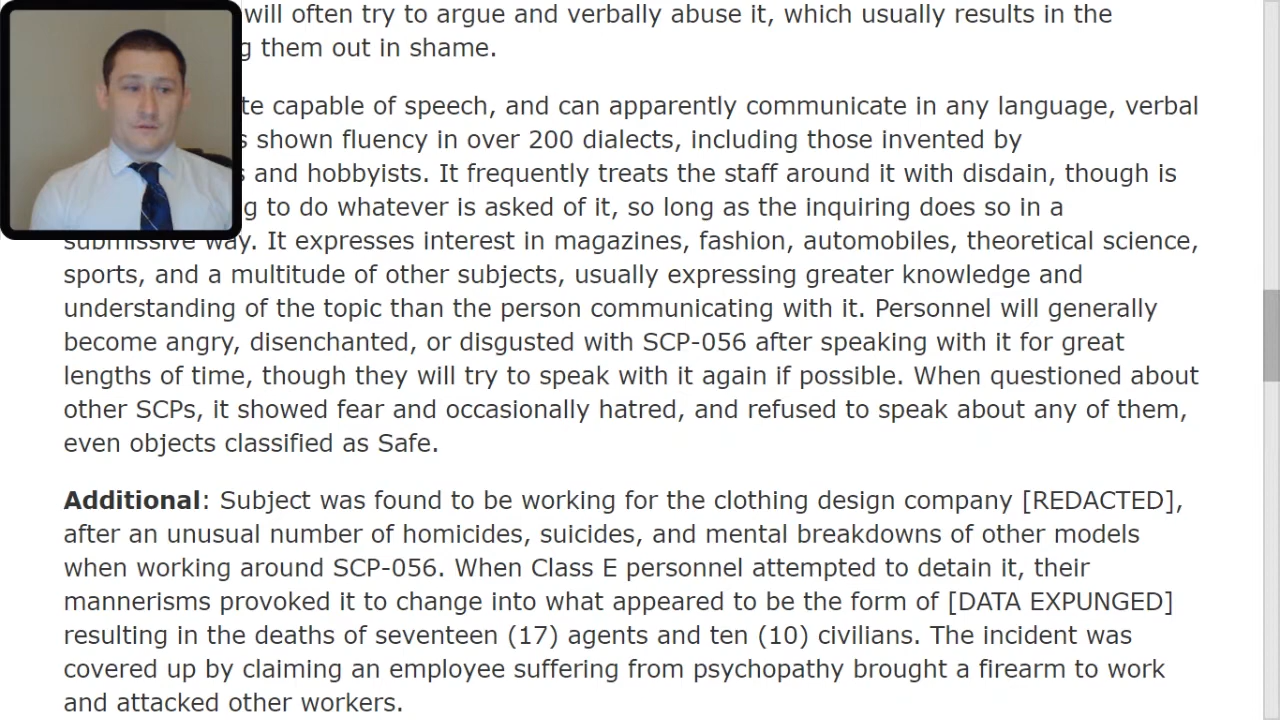 will often try to argue and verbally abuse it, which usually results in the
them out in shame.
capable of speech, and can apparently communicate in any language, verbal
shown fluency in over 200 dialects, including those invented by
and hobbyists. It frequently treats the staff around it with disdain, though is
to do whatever is asked of it, so long as the inquiring does so in a
submissive way. It expresses interest in magazines, fashion, automobiles, theoretical science,
sports, and a multitude of other subjects, usually expressing greater knowledge and
understanding of the topic than the person communicating with it. Personnel will generally
become angry, disenchanted, or disgusted with SCP-056 after speaking with it for great
lengths of time, though they will try to speak with it again if possible. When questioned about
other SCPs, it showed fear and occasionally hatred, and refused to speak about any of them,
even objects classified as Safe.
Additional: Subject was found to be working for the clothing design company [REDACTED],
after an unusual number of homicides, suicides, and mental breakdowns of other models
when working around SCP-056. When Class E personnel attempted to detain it, their
mannerisms provoked it to change into what appeared to be the form of [DATA EXPUNGED]
resulting in the deaths of seventeen (17) agents and ten (10) civilians. The incident was
covered up by claiming an employee suffering from psychopathy brought a firearm to work
and attacked other workers.